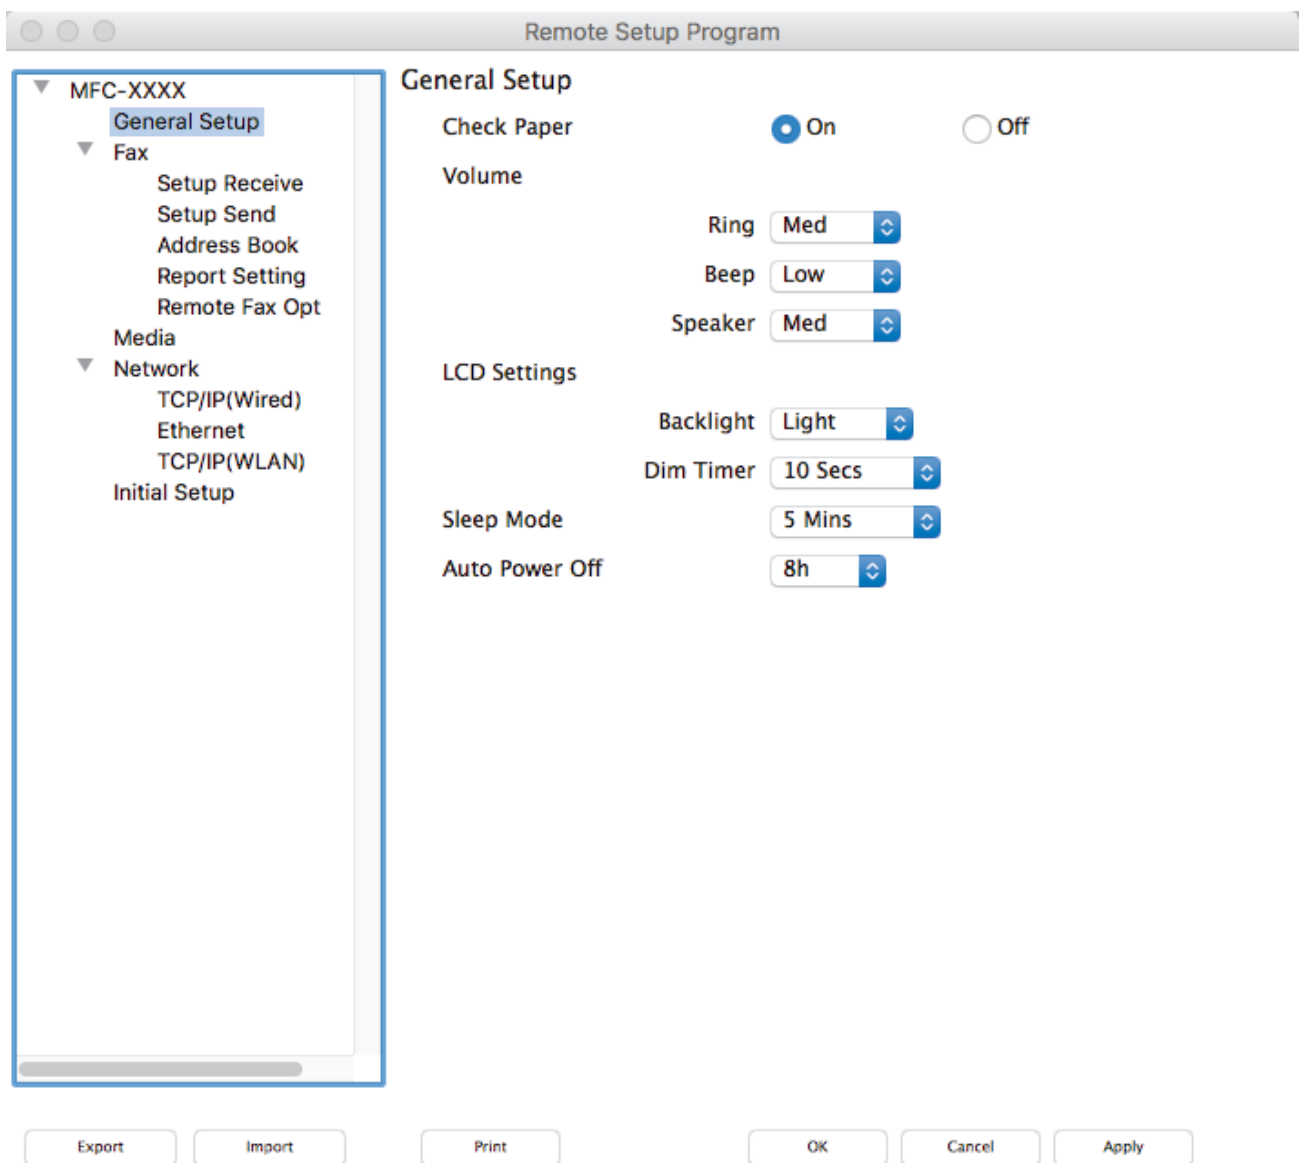 Remote Setup Program
MFC-XXXX
General Setup
Fax
Setup Receive
Setup Send
Address Book
Report Setting
Remote Fax Opt
Media
Network
TCP/IP(Wired)
Ethernet
TCP/IP(WLAN)
Initial Setup
General Setup
Check Paper On Off
Volume
Ring Med
Beep Low
Speaker Med
LCD Settings
Backlight Light
Dim Timer 10 Secs
Sleep Mode 5 Mins
Auto Power Off 8h
Export Import Print OK Cancel Apply